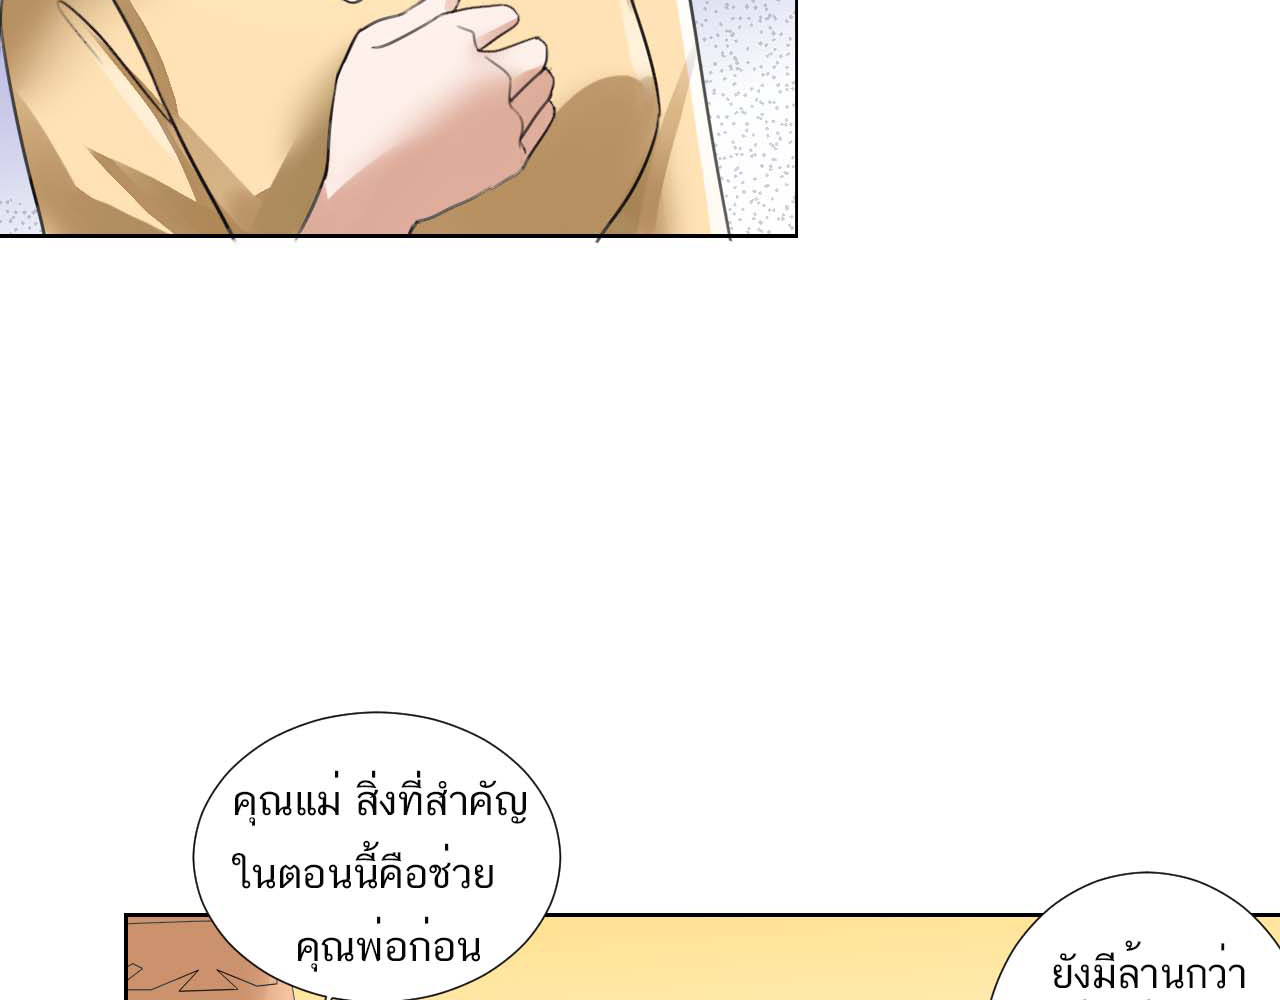 คุณแม่ สิ่งที่สำคัญ
ในตอนนี้คือช่วย
คุณพ่อก่อน
ยังมีล้านกว่า